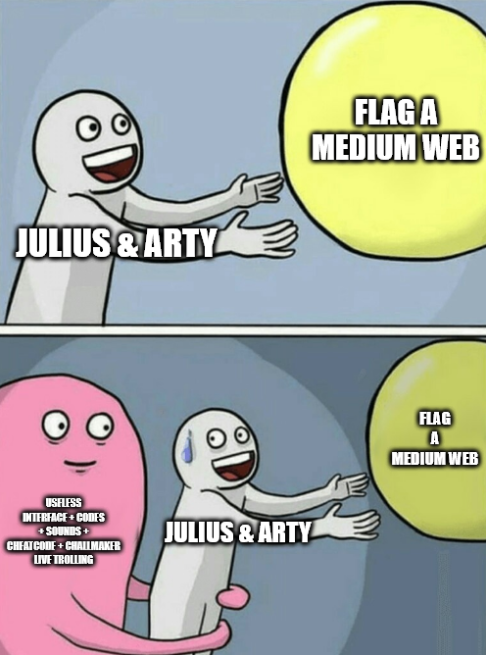 FLAG A
MEDIUM WEB
JULIUS & ARTY
FLAG
A
MEDIUM WEB
USELESS
INTERFACE + CODES
+ SOUNDS +
CHEATCODE + CHALLMAKER
LIVE TROLLING
JULIUS & ARTY